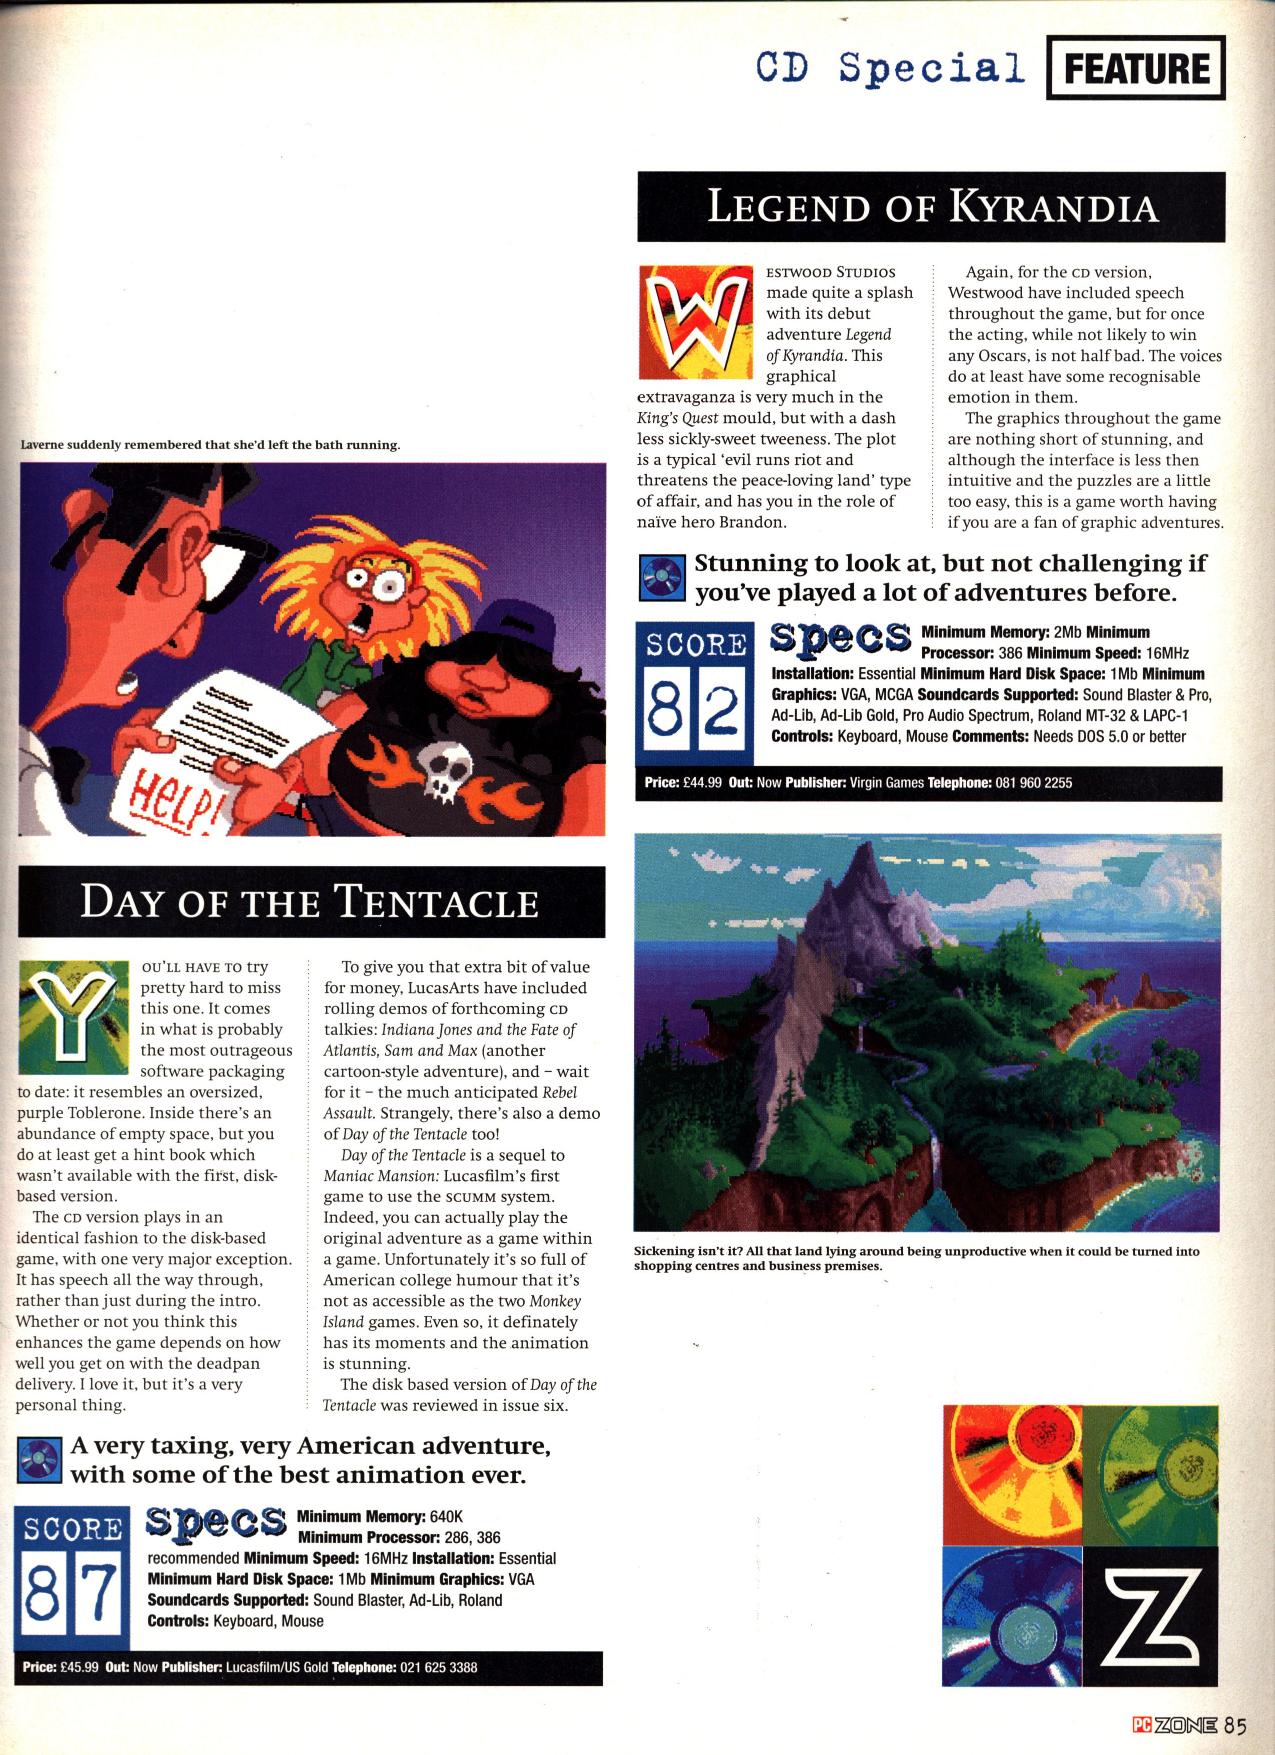 CD Special FEATURE
LEGEND OF KYRANDIA
WESTWOOD STUDIOS
made quite a splash
with its debut
adventure Legend
of Kyrandia. This
graphical
extravaganza is very much in the
King's Quest mould, but with a dash
less sickly-sweet tweeness. The plot
is a typical ‘evil runs riot and
threatens the peace-loving land’ type
of affair, and has you in the role of
naïve hero Brandon.
Again, for the CD version,
Westwood have included speech
throughout the game, but for once
the acting, while not likely to win
any Oscars, is not half bad. The voices
do at least have some recognisable
emotion in them.
The graphics throughout the game
are nothing short of stunning, and
although the interface is less then
intuitive and the puzzles are a little
too easy, this is a game worth having
if you are a fan of graphic adventures.
Stunning to look at, but not challenging if
you've played a lot of adventures before.
SCORE
82
specs Minimum Memory: 2Mb Minimum
Processor: 386 Minimum Speed: 16MHz
Installation: Essential Minimum Hard Disk Space: 1Mb Minimum
Graphics: VGA, MCGA Soundcards Supported: Sound Blaster & Pro,
Ad-Lib, Ad-Lib Gold, Pro Audio Spectrum, Roland MT-32 & LAPC-1
Controls: Keyboard, Mouse Comments: Needs DOS 5.0 or better
Price: £44.99 Out: Now Publisher: Virgin Games Telephone: 081 960 2255
Sickening isn't it? All that land lying around being unproductive when it could be turned into
shopping centres and business premises.
Laverne suddenly remembered that she'd left the bath running.
HELP!
DAY OF THE TENTACLE
YOU'LL HAVE TO try
pretty hard to miss
this one. It comes
in what is probably
the most outrageous
software packaging
to date: it resembles an oversized,
purple Toblerone. Inside there's an
abundance of empty space, but you
do at least get a hint book which
wasn't available with the first, disk-
based version.
The CD version plays in an
identical fashion to the disk-based
game, with one very major exception.
It has speech all the way through,
rather than just during the intro.
Whether or not you think this
enhances the game depends on how
well you get on with the deadpan
delivery. I love it, but it's a very
personal thing.
To give you that extra bit of value
for money, LucasArts have included
rolling demos of forthcoming CD
talkies: Indiana Jones and the Fate of
Atlantis, Sam and Max (another
cartoon-style adventure), and – wait
for it – the much anticipated Rebel
Assault. Strangely, there's also a demo
of Day of the Tentacle too!
Day of the Tentacle is a sequel to
Maniac Mansion: Lucasfilm's first
game to use the SCUMM system.
Indeed, you can actually play the
original adventure as a game within
a game. Unfortunately it's so full of
American college humour that it's
not as accessible as the two Monkey
Island games. Even so, it definately
has its moments and the animation
is stunning.
The disk based version of Day of the
Tentacle was reviewed in issue six.
A very taxing, very American adventure,
with some of the best animation ever.
SCORE
87
specs Minimum Memory: 640K
Minimum Processor: 286, 386
recommended Minimum Speed: 16MHz Installation: Essential
Minimum Hard Disk Space: 1Mb Minimum Graphics: VGA
Soundcards Supported: Sound Blaster, Ad-Lib, Roland
Controls: Keyboard, Mouse
Price: £45.99 Out: Now Publisher: Lucasfilm/US Gold Telephone: 021 625 3388
Z
PC ZONE 85